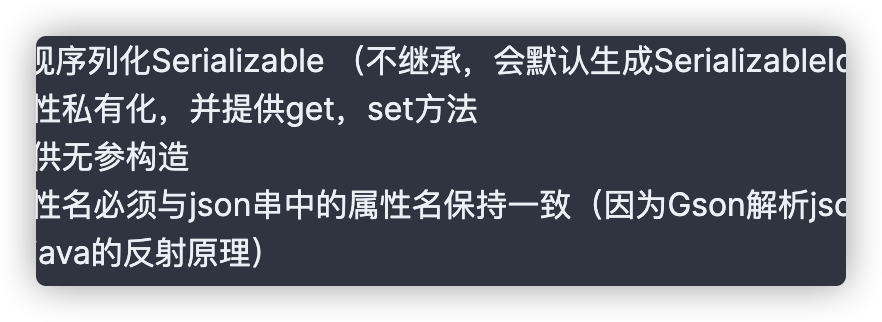 现序列化Serializable （不继承，会默认生成SerializableId
性私有化，并提供get，set方法
供无参构造
性名必须与json串中的属性名保持一致（因为Gson解析jso
java的反射原理）